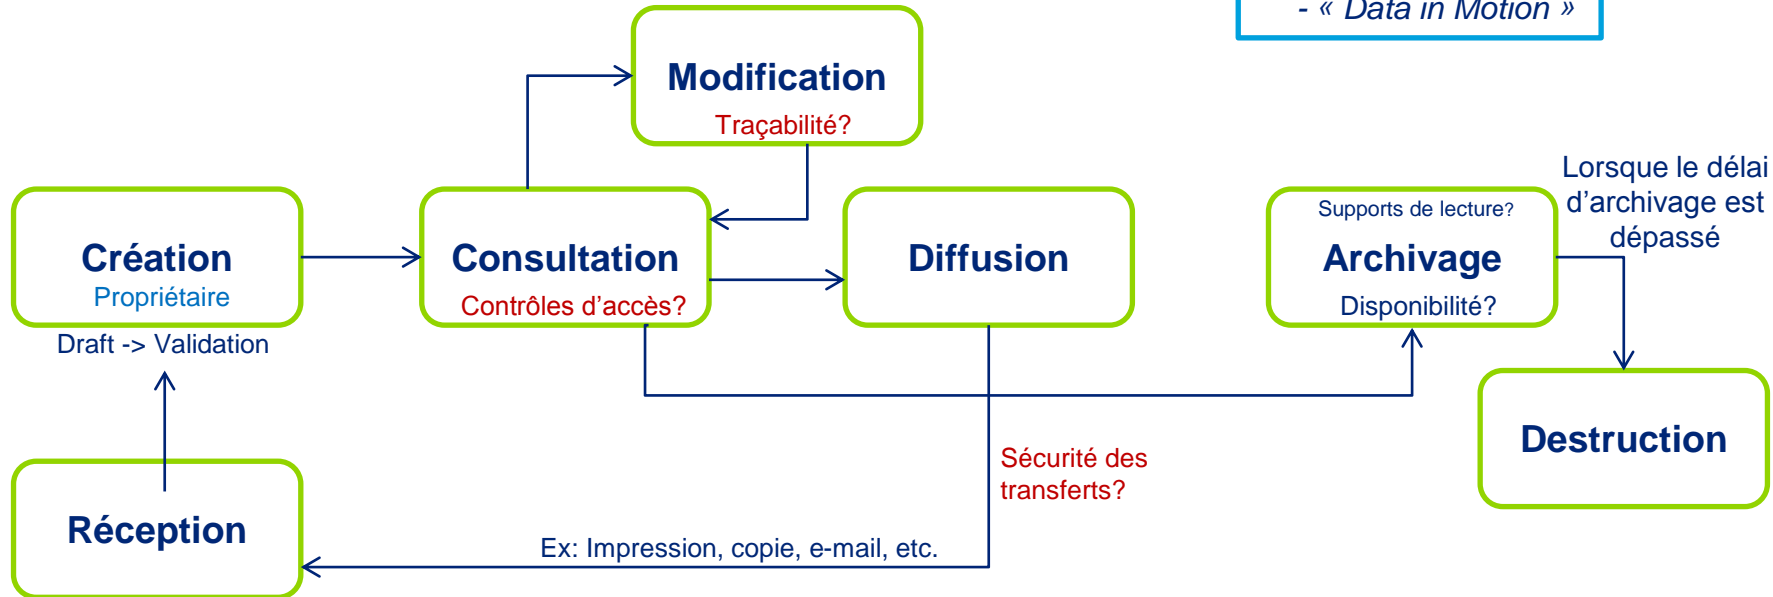 - « Data in Motion »
Modification
Traçabilité?
Lorsque le délai
d’archivage est
dépassé
Création
Propriétaire
Draft -> Validation
Consultation
Contrôles d’accès?
Diffusion
Supports de lecture?
Archivage
Disponibilité?
Destruction
Sécurité des
transferts?
Réception
Ex: Impression, copie, e-mail, etc.